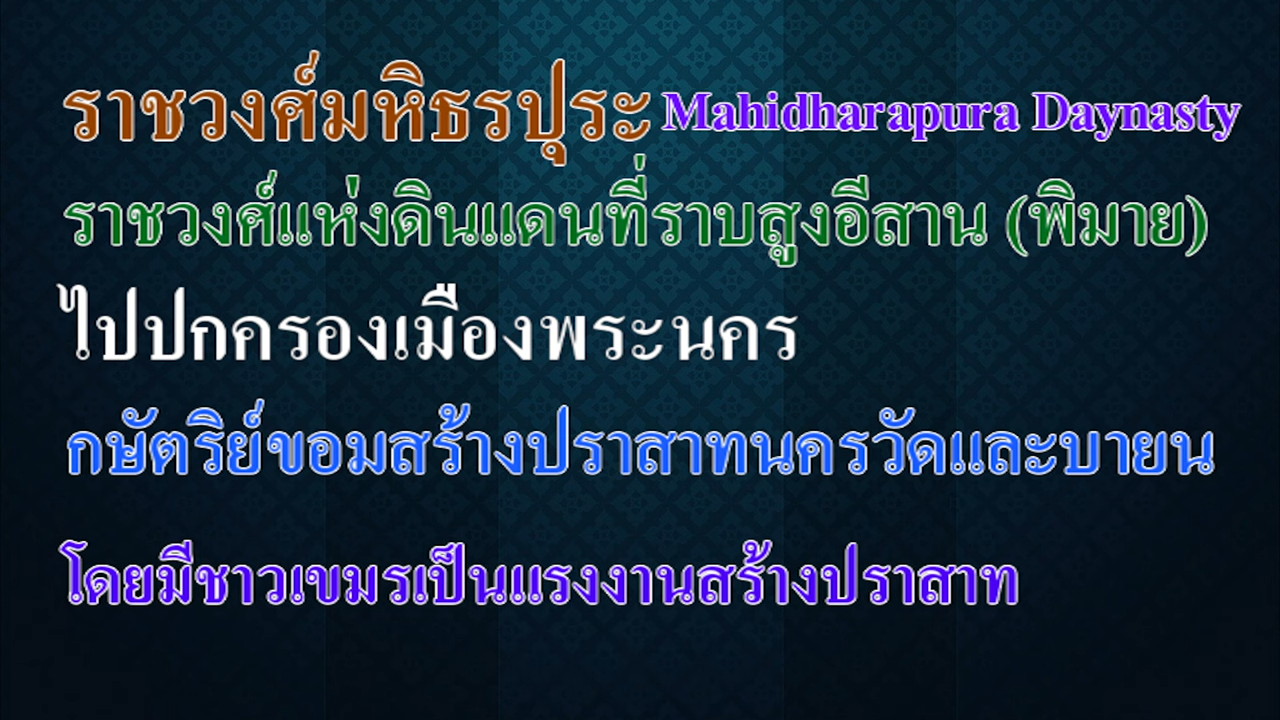 ราชวงศ์มหิธรปุระ Mahidharapura Daynasty
ราชวงศ์แห่งดินแดนที่ราบสูงอีสาน (พิมาย)
ไปปกครองเมืองพระนคร
กษัตริย์ขอมสร้างปราสาทนครวัดและบายน
โดยมีชาวเขมรเป็นแรงงานสร้างปราสาท